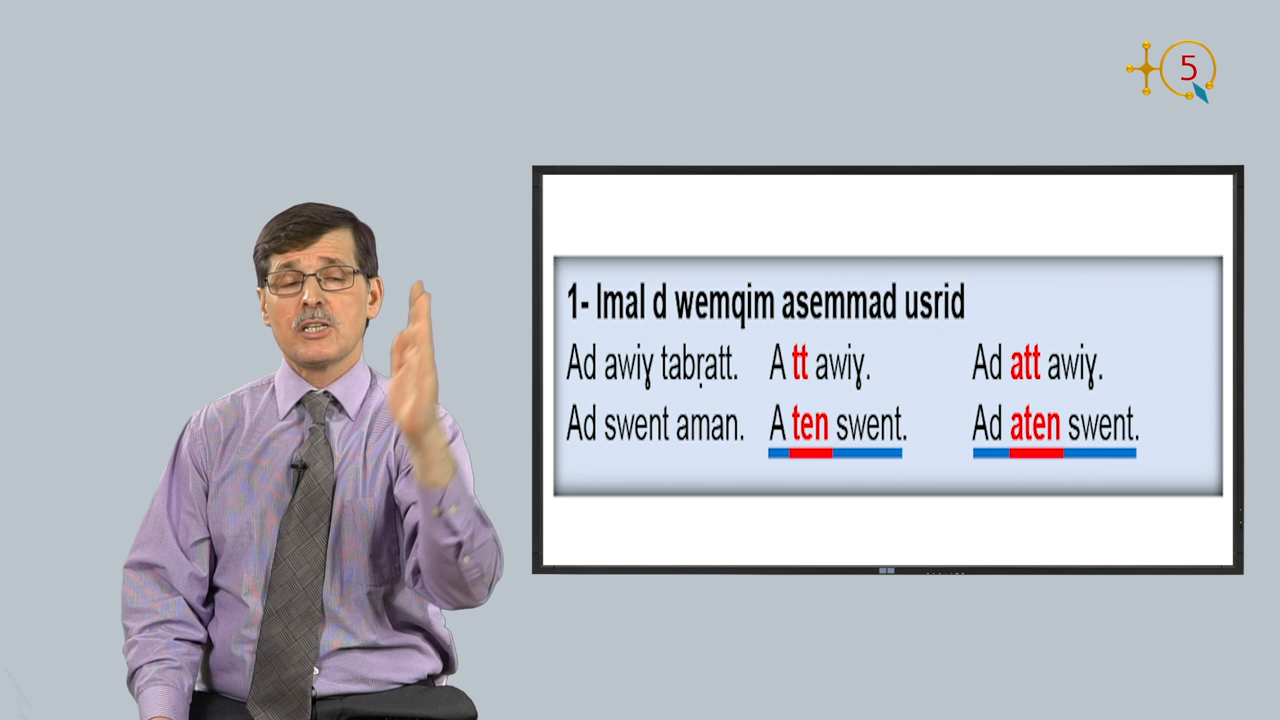 5
1- Imal d wemqim asemmad usrid
Ad awiɣ tabṛatt. A tt awiɣ. Ad att awiɣ.
Ad swent aman. A ten swent. Ad aten swent.